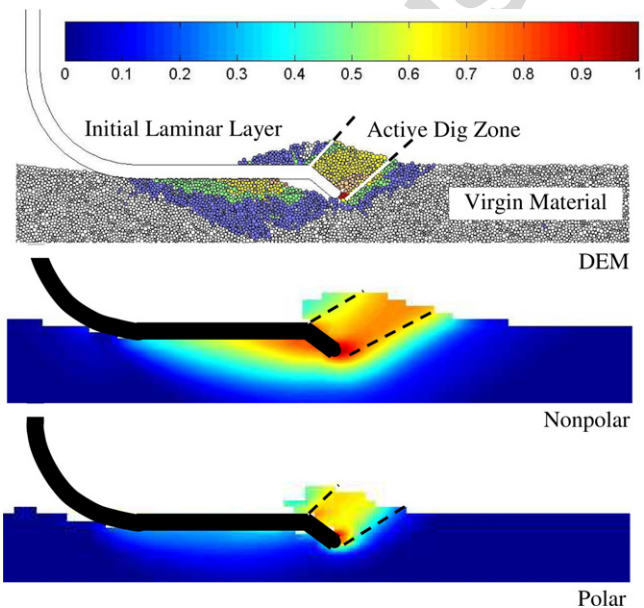 0 0.1 0.2 0.3 0.4 0.5 0.6 0.7 0.8 0.9 1
Initial Laminar Layer Active Dig Zone
Virgin Material
DEM
Nonpolar
Polar